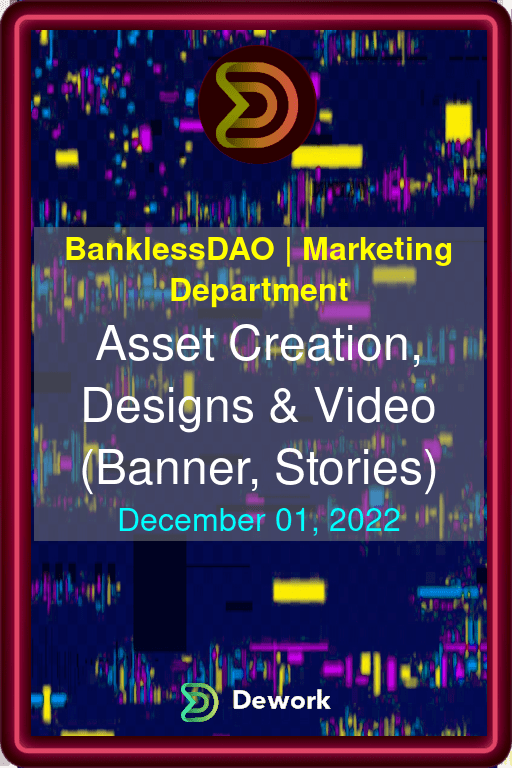 BanklessDAO | Marketing
Department
Asset Creation,
Designs & Video
(Banner, Stories)
December 01, 2022
Dework